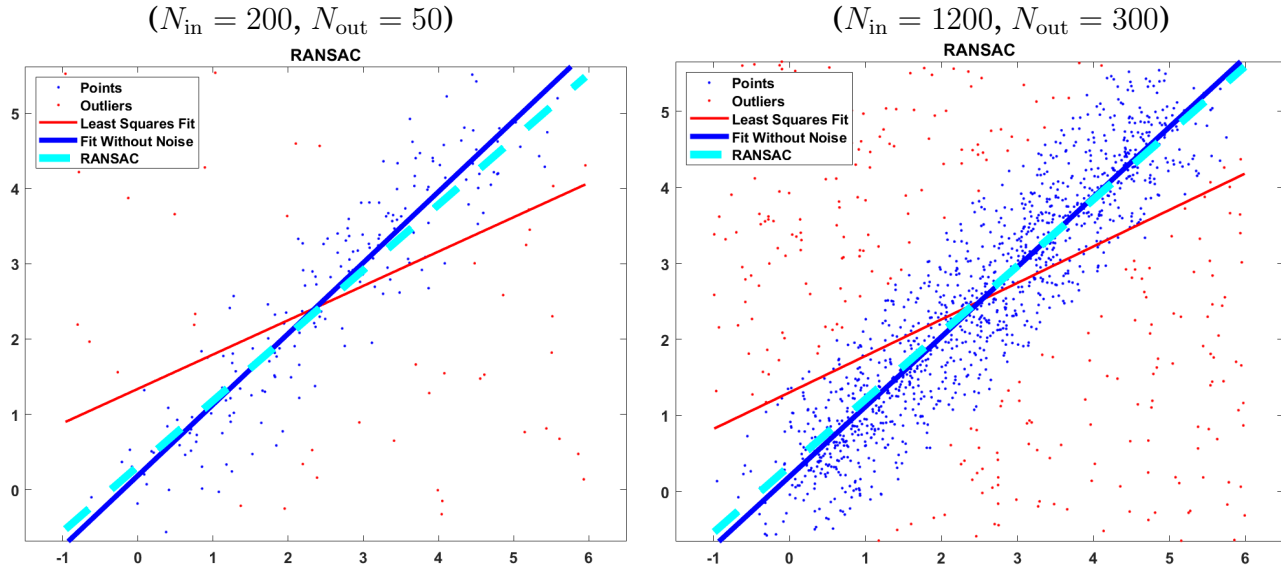 (N_in = 200, N_out = 50)
RANSAC
Points
Outliers
Least Squares Fit
Fit Without Noise
RANSAC
5
4
3
2
1
0
-1 0 1 2 3 4 5 6
(N_in = 1200, N_out = 300)
RANSAC
Points
Outliers
Least Squares Fit
Fit Without Noise
RANSAC
5
4
3
2
1
0
-1 0 1 2 3 4 5 6